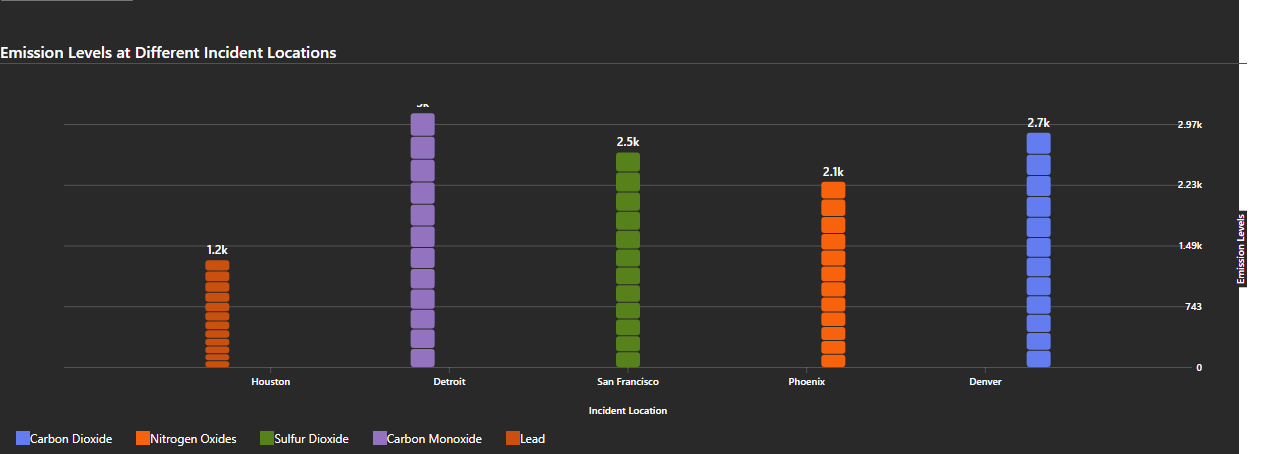 Emission Levels at Different Incident Locations
2.97k
2.23k
1.49k
743
0
1.2k
2.5k
2.1k
2.7k
Emission Levels
Houston Detroit San Francisco Phoenix Denver
Incident Location
Carbon Dioxide Nitrogen Oxides Sulfur Dioxide Carbon Monoxide Lead